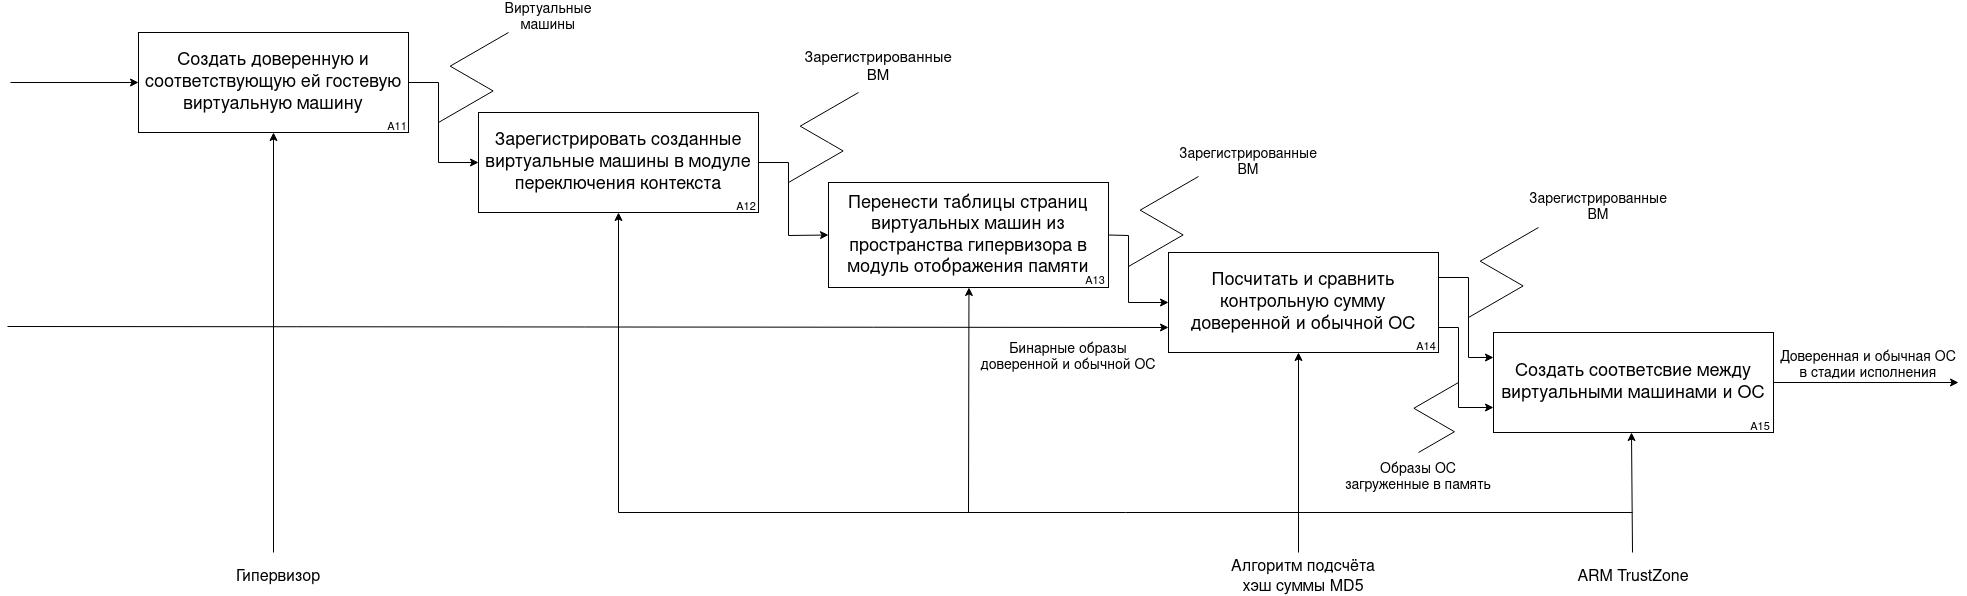 Виртуальные
машины
Создать доверенную и
соответствующую ей гостевую
виртуальную машину
A11
Зарегистрированные
ВМ
Зарегистрировать созданные
виртуальные машины в модуле
переключения контекста
A12
Зарегистрированные
ВМ
Перенести таблицы страниц
виртуальных машин из
пространства гипервизора в
модуль отображения памяти
A13
Зарегистрированные
ВМ
Посчитать и сравнить
контрольную сумму
доверенной и обычной ОС
A14
Бинарные образы
доверенной и обычной ОС
Создать соответсвие между
виртуальными машинами и ОС
A15
Доверенная и обычная ОС
в стадии исполнения
Образы ОС
загруженные в память
Гипервизор
Алгоритм подсчёта
хэш суммы MD5
ARM TrustZone